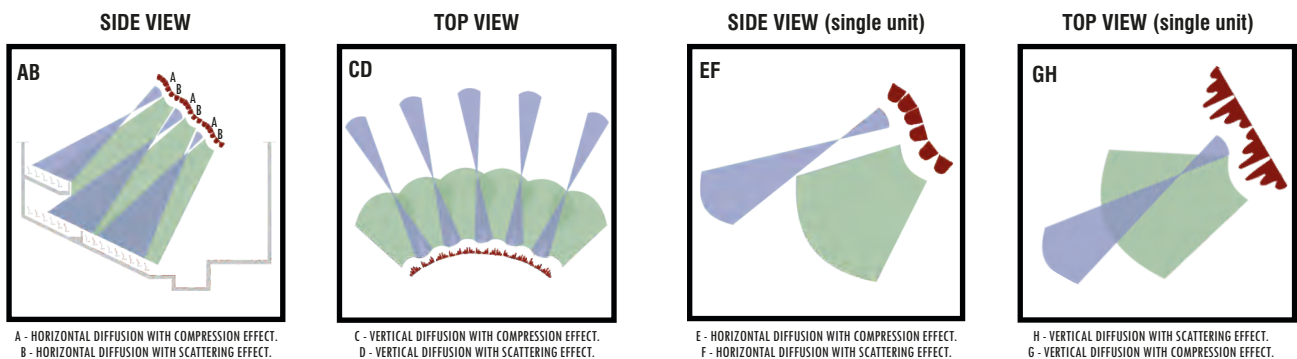 SIDE VIEW
TOP VIEW
SIDE VIEW (single unit)
TOP VIEW (single unit)
AB
A
B
A
B
A
B
CD
EF
GH
A - HORIZONTAL DIFFUSION WITH COMPRESSION EFFECT.
B - HORIZONTAL DIFFUSION WITH SCATTERING EFFECT.
C - VERTICAL DIFFUSION WITH COMPRESSION EFFECT.
D - VERTICAL DIFFUSION WITH SCATTERING EFFECT.
E - HORIZONTAL DIFFUSION WITH COMPRESSION EFFECT.
F - HORIZONTAL DIFFUSION WITH SCATTERING EFFECT.
H - VERTICAL DIFFUSION WITH SCATTERING EFFECT.
G - VERTICAL DIFFUSION WITH COMPRESSION EFFECT.